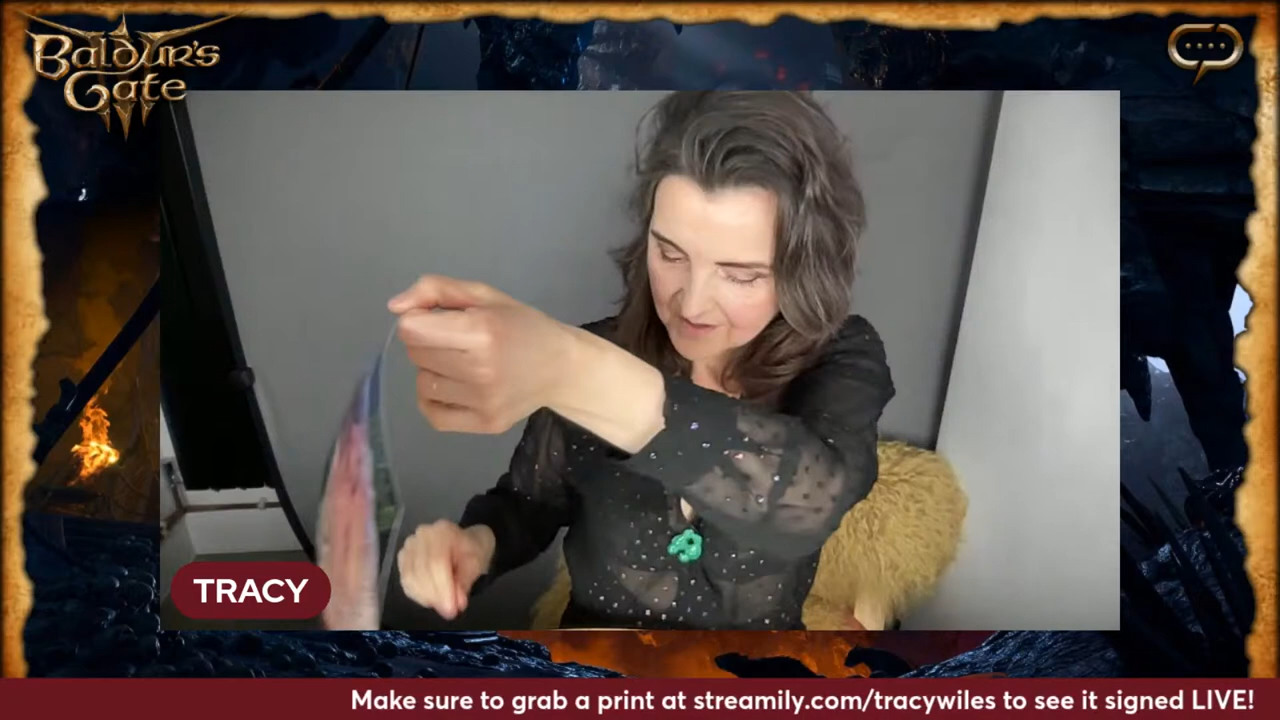 Baldur's
Gate
TRACY
Make sure to grab a print at streamily.com/tracywiles to see it signed LIVE!